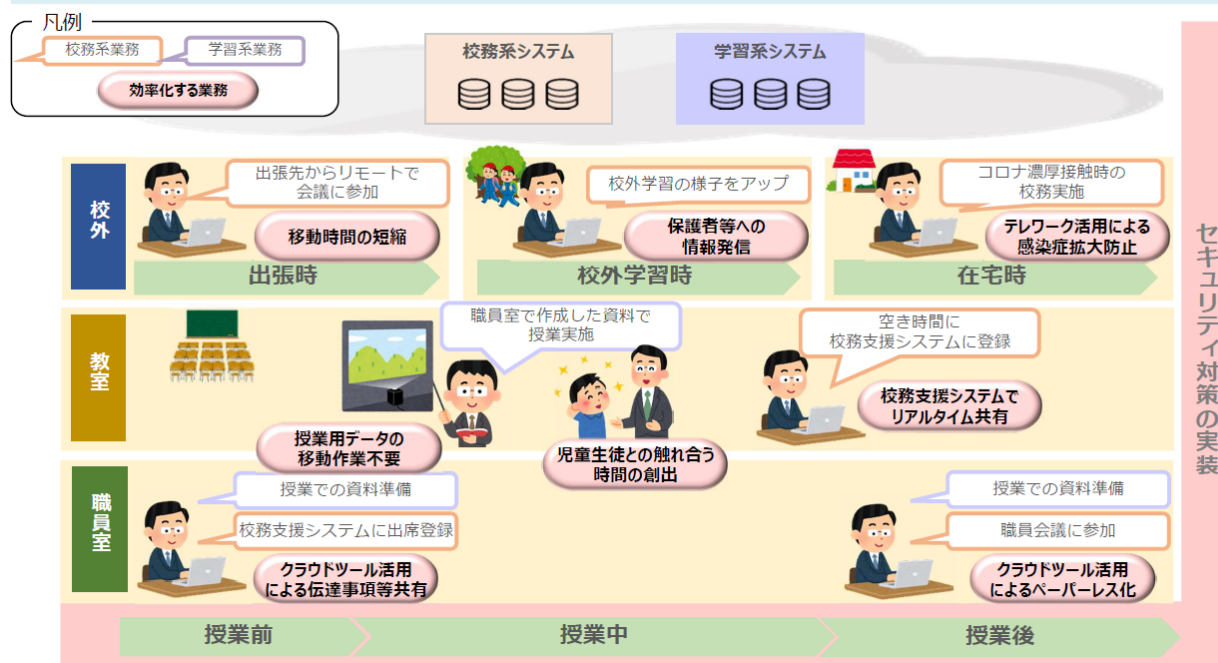 凡例
校務系業務
学習系業務
効率化する業務
校務系システム
学習系システム
校外
出張先からリモートで
会議に参加
移動時間の短縮
出張時
校外学習の様子をアップ
保護者等への
情報発信
校外学習時
コロナ濃厚接触時の
校務実施
テレワーク活用による
感染症拡大防止
在宅時
教室
職員室で作成した資料で
授業実施
授業用データの
移動作業不要
児童生徒との触れ合う
時間の創出
空き時間に
校務支援システムに登録
校務支援システムで
リアルタイム共有
職員室
授業での資料準備
校務支援システムに出席登録
クラウドツール活用
による伝達事項等共有
授業での資料準備
職員会議に参加
クラウドツール活用
によるペーパーレス化
授業前
授業中
授業後
セキュリティ対策の実装